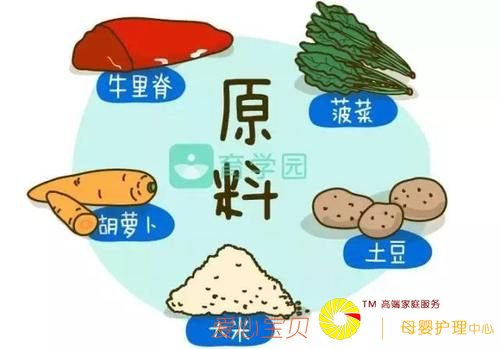 牛里脊
菠菜
原料
育学园
胡萝卜
土豆
大米
爱心宝贝
TM 高端家庭服务
母婴护理中心